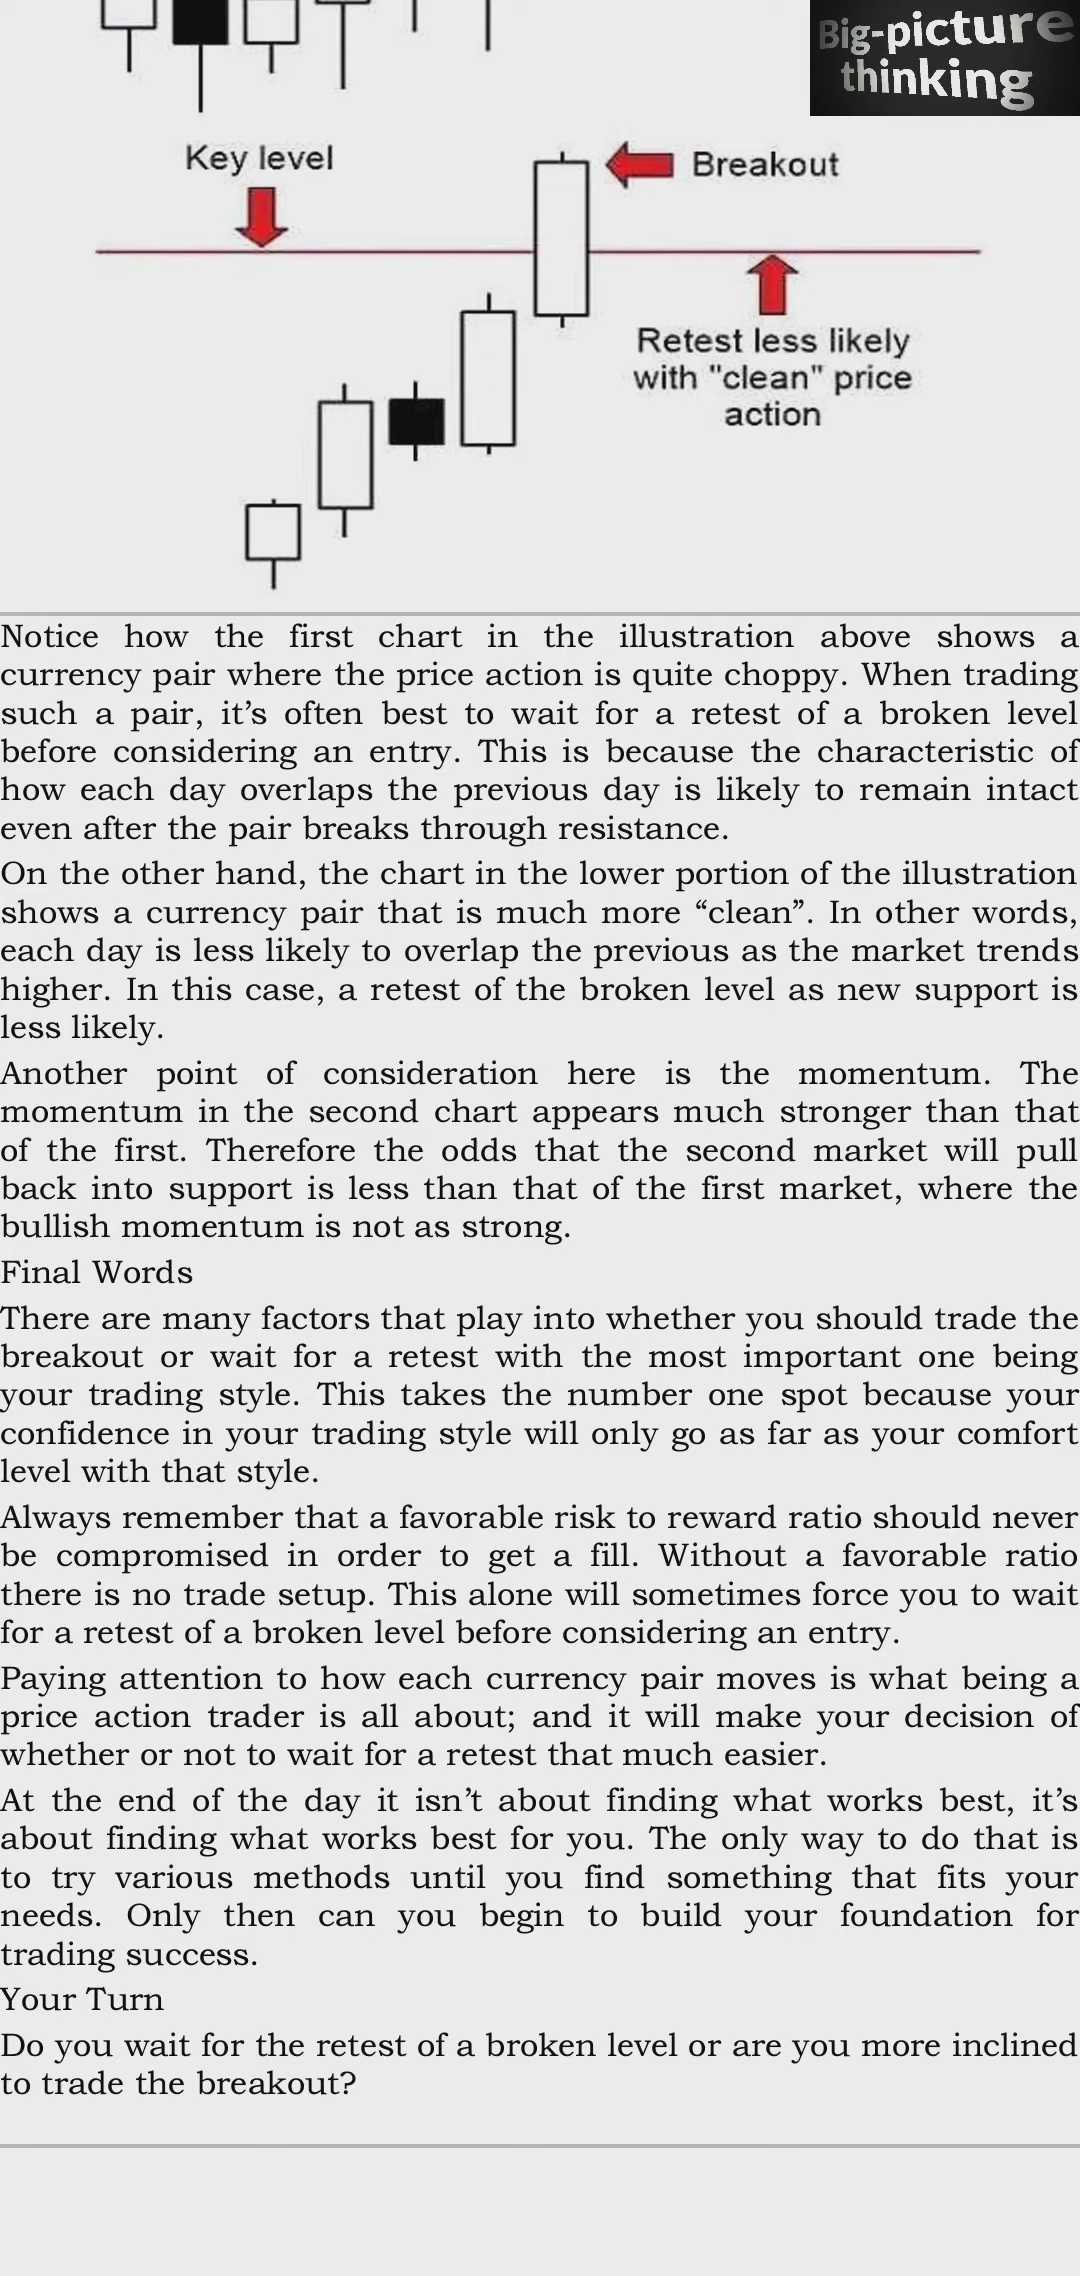 Big-picture
thinking
Key level
Breakout
Retest less likely
with "clean" price
action
Notice how the first chart in the illustration above shows a
currency pair where the price action is quite choppy. When trading
such a pair, it’s often best to wait for a retest of a broken level
before considering an entry. This is because the characteristic of
how each day overlaps the previous day is likely to remain intact
even after the pair breaks through resistance.
On the other hand, the chart in the lower portion of the illustration
shows a currency pair that is much more “clean”. In other words,
each day is less likely to overlap the previous as the market trends
higher. In this case, a retest of the broken level as new support is
less likely.
Another point of consideration here is the momentum. The
momentum in the second chart appears much stronger than that
of the first. Therefore the odds that the second market will pull
back into support is less than that of the first market, where the
bullish momentum is not as strong.
Final Words
There are many factors that play into whether you should trade the
breakout or wait for a retest with the most important one being
your trading style. This takes the number one spot because your
confidence in your trading style will only go as far as your comfort
level with that style.
Always remember that a favorable risk to reward ratio should never
be compromised in order to get a fill. Without a favorable ratio
there is no trade setup. This alone will sometimes force you to wait
for a retest of a broken level before considering an entry.
Paying attention to how each currency pair moves is what being a
price action trader is all about; and it will make your decision of
whether or not to wait for a retest that much easier.
At the end of the day it isn’t about finding what works best, it’s
about finding what works best for you. The only way to do that is
to try various methods until you find something that fits your
needs. Only then can you begin to build your foundation for
trading success.
Your Turn
Do you wait for the retest of a broken level or are you more inclined
to trade the breakout?